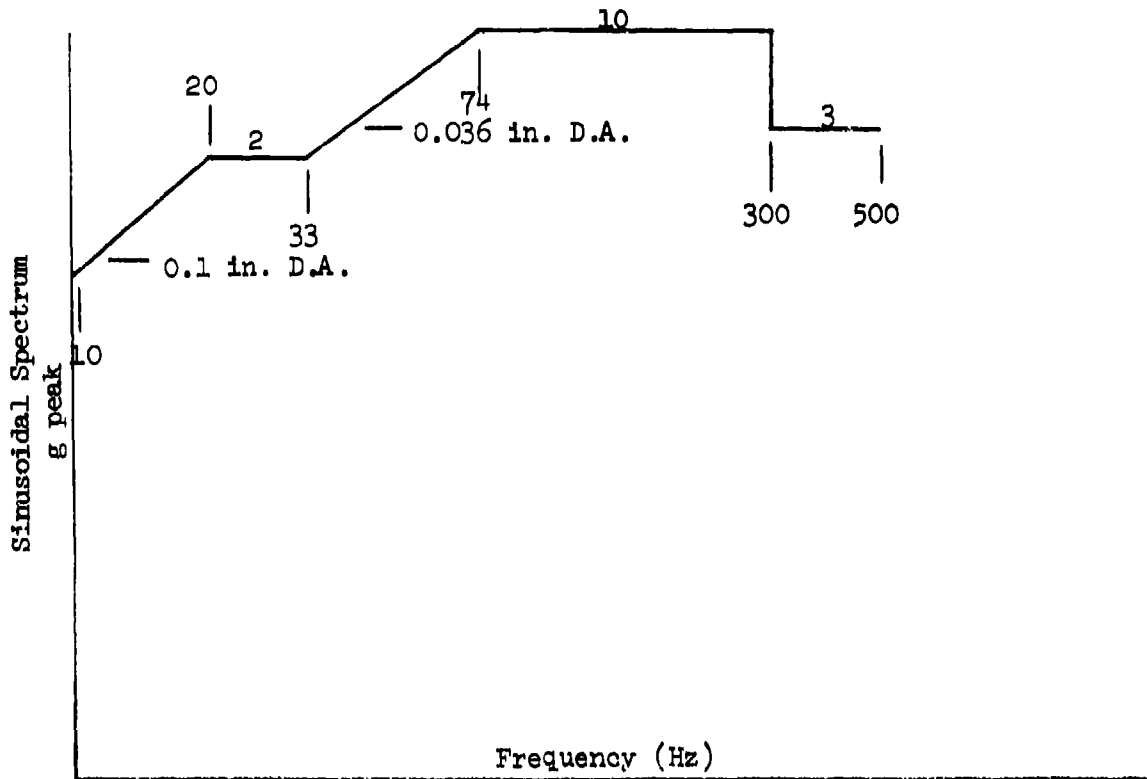 10
20
2
74
0.036 in. D.A.
3
33
300
500
0.1 in. D.A.
10
Sinusoidal Spectrum
g peak
Frequency (Hz)